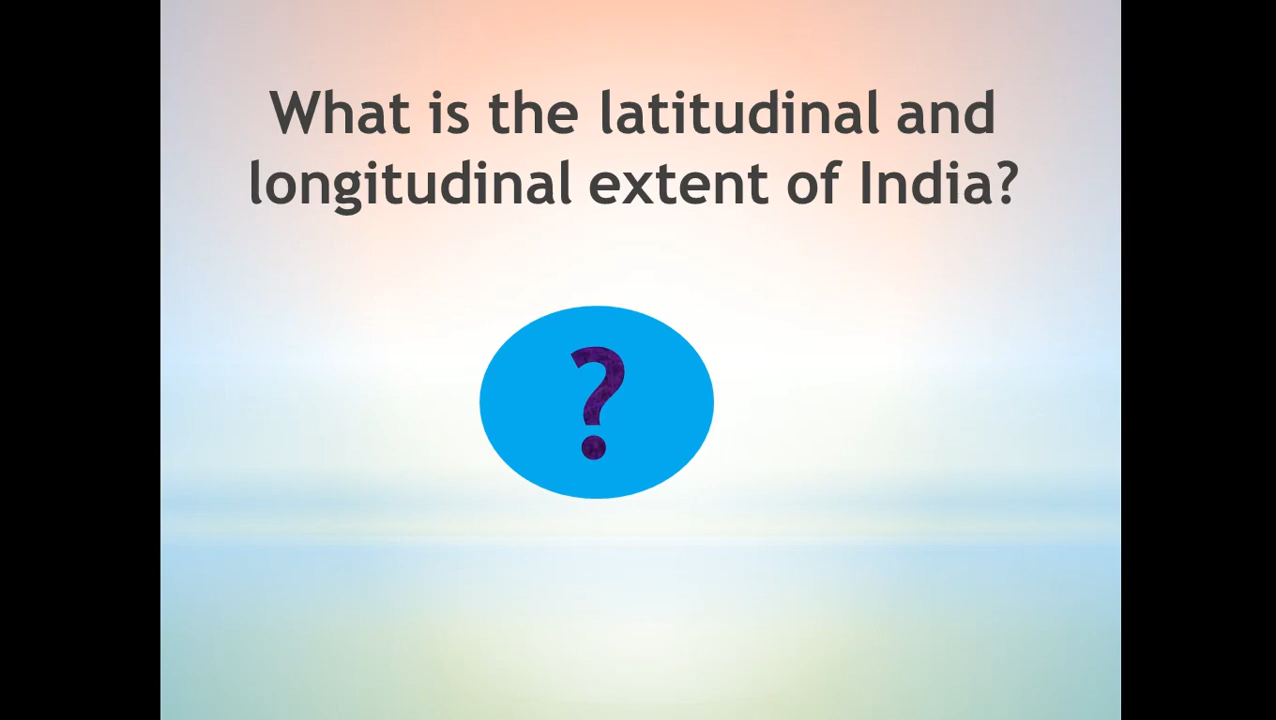 What is the latitudinal and
longitudinal extent of India?
?